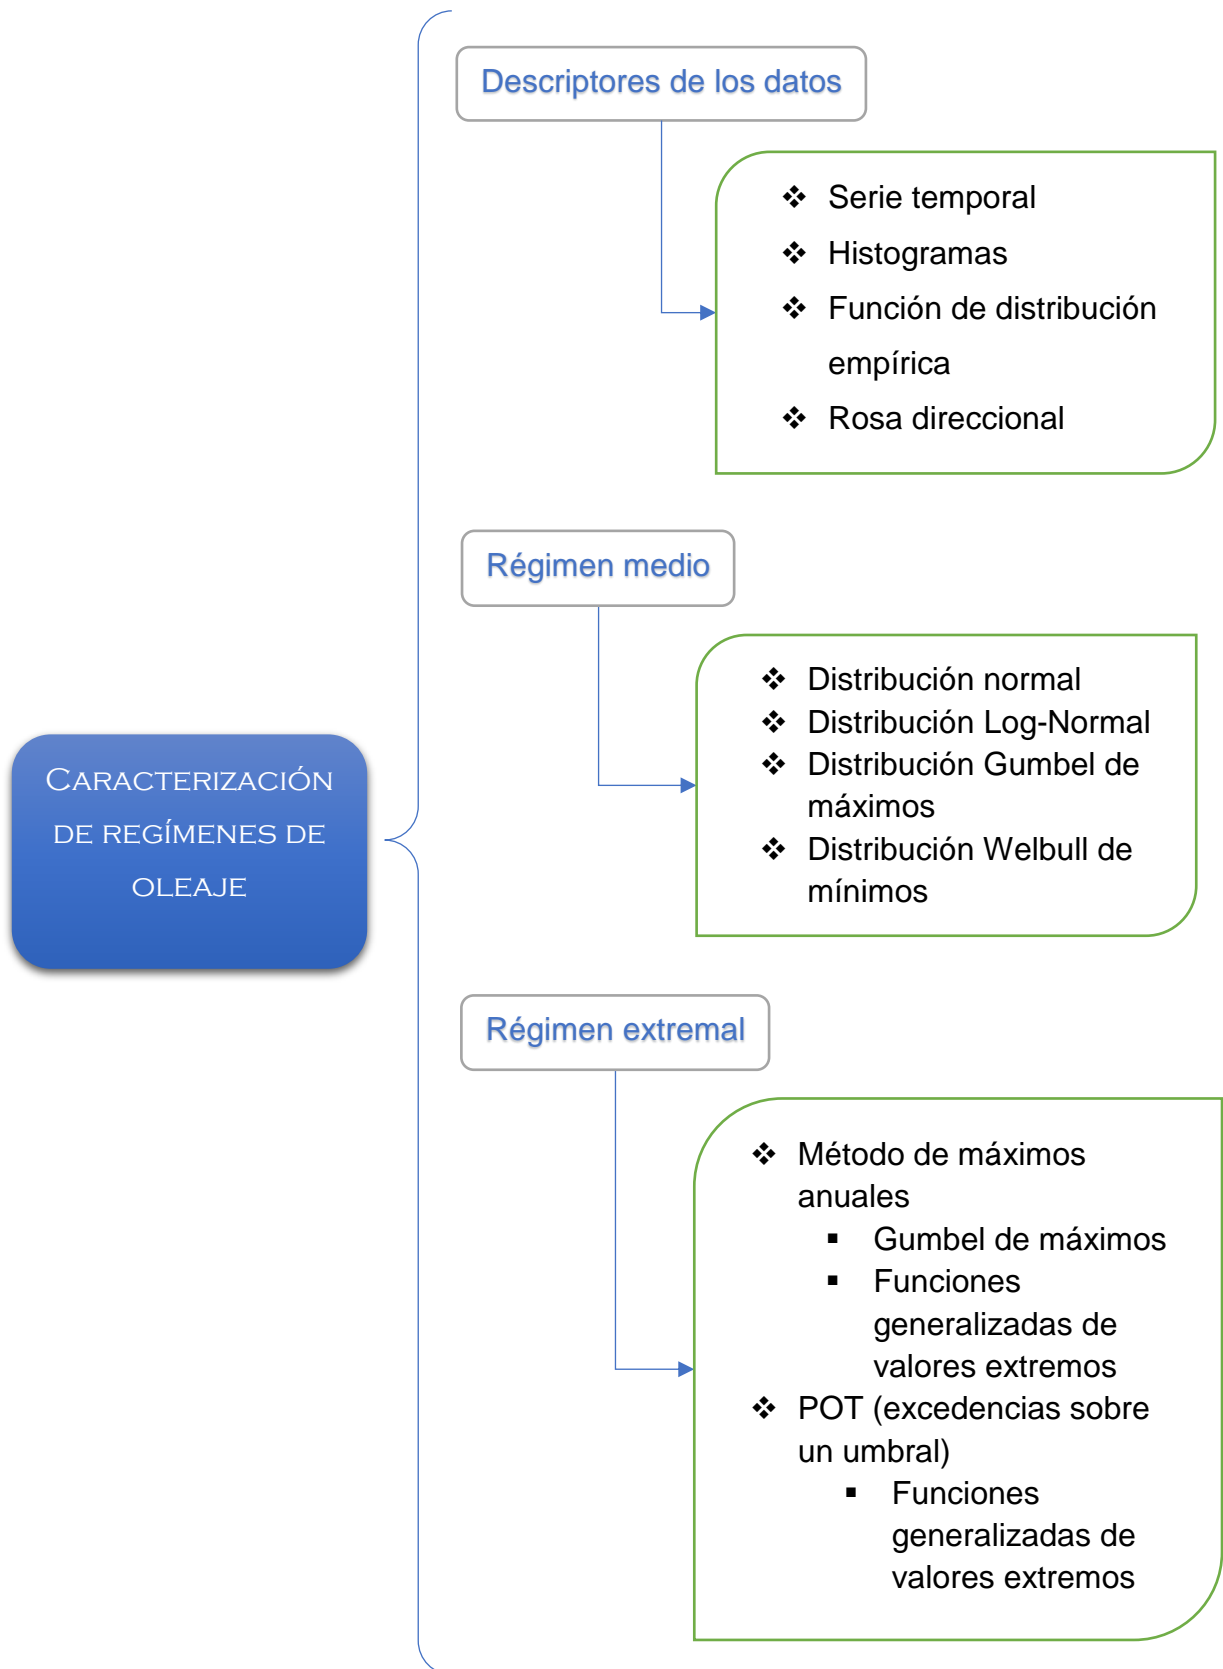 Descriptores de los datos
❖ Serie temporal
❖ Histogramas
❖ Función de distribución
empírica
❖ Rosa direccional
Régimen medio
❖ Distribución normal
❖ Distribución Log-Normal
❖ Distribución Gumbel de
máximos
❖ Distribución Welbull de
mínimos
CARACTERIZACIÓN
DE REGÍMENES DE
OLEAJE
Régimen extremal
❖ Método de máximos
anuales
▪ Gumbel de máximos
▪ Funciones
generalizadas de
valores extremos
❖ POT (excedencias sobre
un umbral)
▪ Funciones
generalizadas de
valores extremos